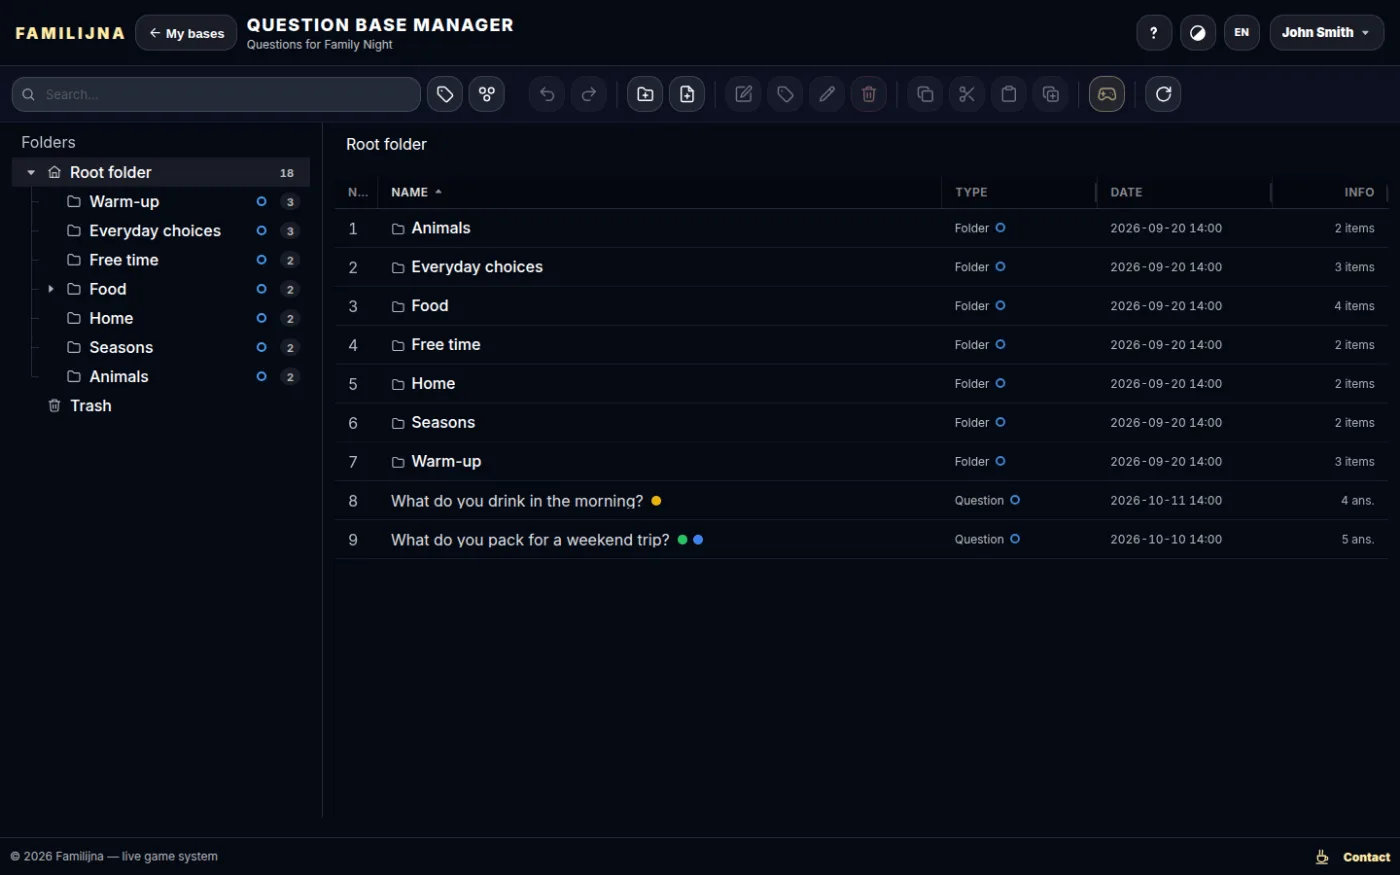 FAMILIJNA
← My bases
QUESTION BASE MANAGER
Questions for Family Night
?
EN
John Smith
Search...
Folders
Root folder 18
Warm-up 3
Everyday choices 3
Free time 2
Food 2
Home 2
Seasons 2
Animals 2
Trash
Root folder
N... NAME TYPE DATE INFO
1 Animals Folder 2026-09-20 14:00 2 items
2 Everyday choices Folder 2026-09-20 14:00 3 items
3 Food Folder 2026-09-20 14:00 4 items
4 Free time Folder 2026-09-20 14:00 2 items
5 Home Folder 2026-09-20 14:00 2 items
6 Seasons Folder 2026-09-20 14:00 2 items
7 Warm-up Folder 2026-09-20 14:00 3 items
8 What do you drink in the morning? Question 2026-10-11 14:00 4 ans.
9 What do you pack for a weekend trip? Question 2026-10-10 14:00 5 ans.
© 2026 Familijna — live game system
Contact